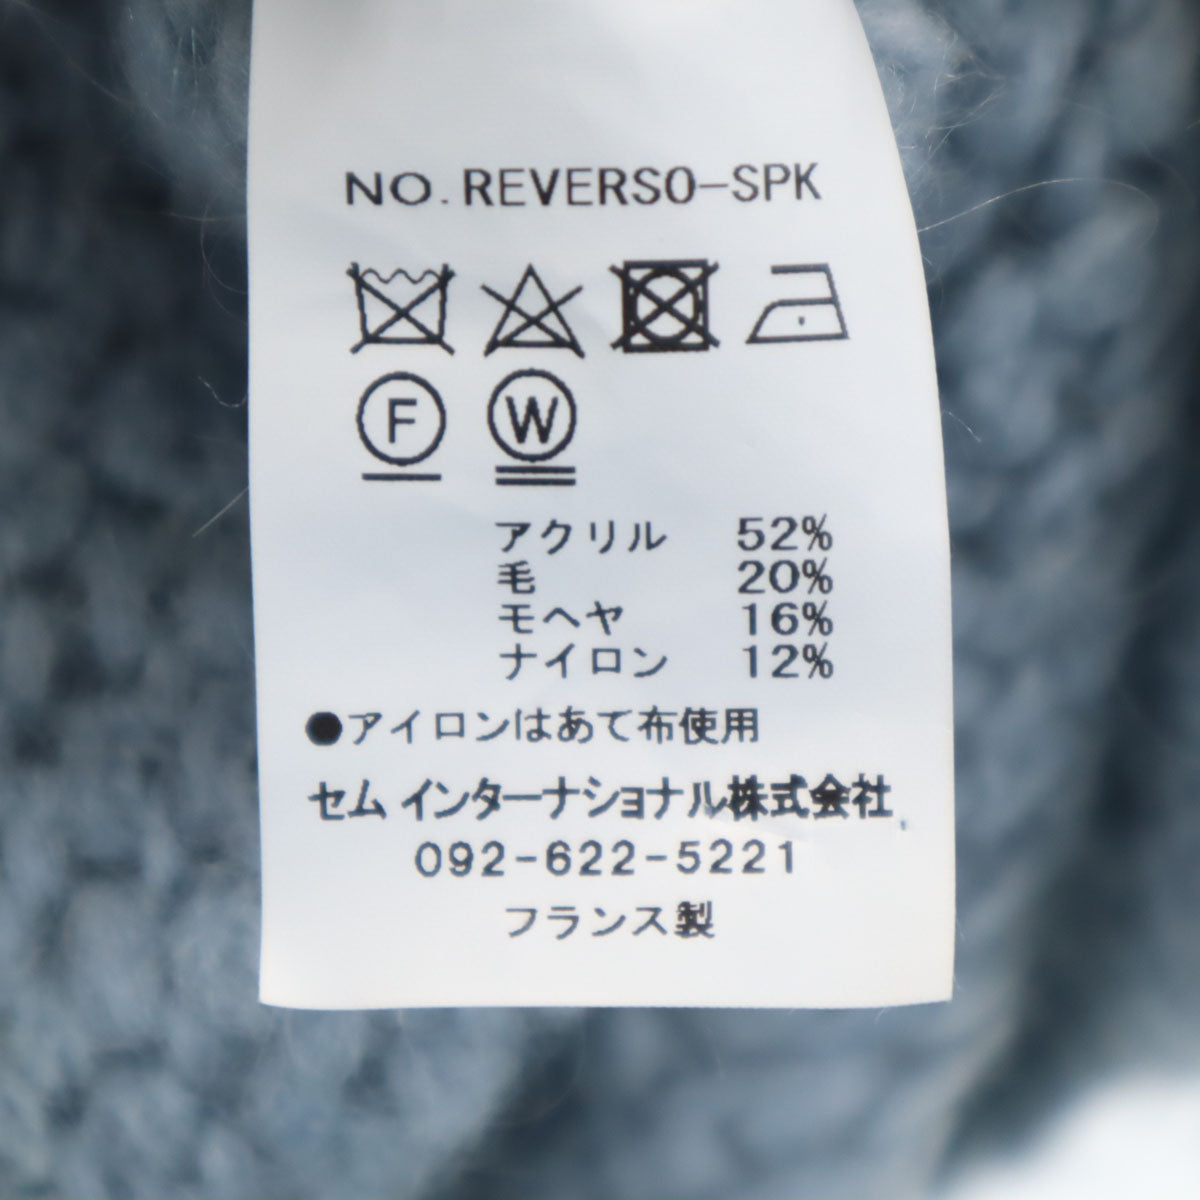 NO. REVERSO-SPK
F W
アクリル 52%
毛 20%
モヘヤ 16%
ナイロン 12%
●アイロンはあて布使用
セム インターナショナル株式会社
092-622-5221
フランス製